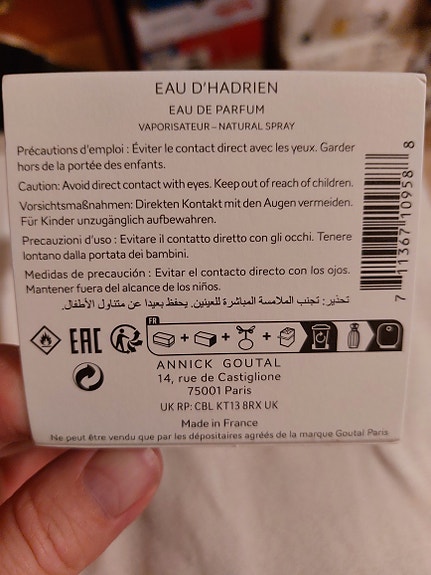 EAU D'HADRIEN
EAU DE PARFUM
VAPORISATEUR – NATURAL SPRAY
Précautions d'emploi : Éviter le contact direct avec les yeux. Garder
hors de la portée des enfants.
Caution: Avoid direct contact with eyes. Keep out of reach of children.
Vorsichtsmaßnahmen: Direkten Kontakt mit den Augen vermeiden.
Für Kinder unzugänglich aufbewahren.
Precauzioni d'uso : Evitare il contatto diretto con gli occhi. Tenere
lontano dalla portata dei bambini.
Medidas de precaución : Evitar el contacto directo con los ojos.
Mantener fuera del alcance de los niños.
تحذير: تجنب الملامسة المباشرة للعينين. يحفظ بعيدا عن متناول الأطفال.
7 11367 10958 8
EAC
FR
+ + +
ANNICK GOUTAL
14, rue de Castiglione
75001 Paris
UK RP: CBL KT13 8RX UK
Made in France
Ne peut être vendu que par les dépositaires agréés de la marque Goutal Paris